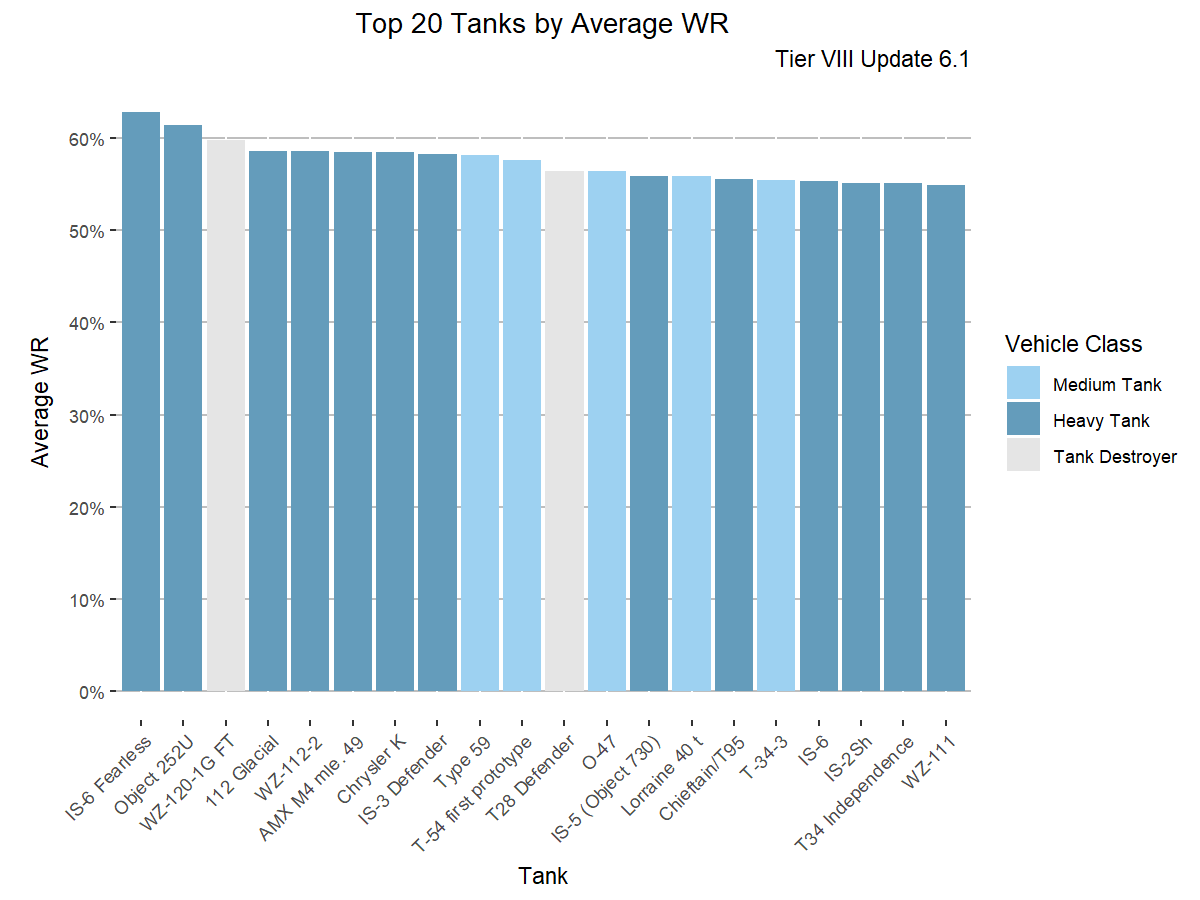 Top 20 Tanks by Average WR
Tier VIII Update 6.1
Average WR
60%
50%
40%
30%
20%
10%
0%
IS-6 Fearless
Object 252U
WZ-120-1G FT
112 Glacial
WZ-112-2
AMX M4 mle. 49
Chrysler K
IS-3 Defender
Type 59
T-54 first prototype
T28 Defender
O-47
IS-5 (Object 730)
Lorraine 40 t
Chieftain/T95
T-34-3
IS-6
IS-2Sh
T34 Independence
WZ-111
Tank
Vehicle Class
Medium Tank
Heavy Tank
Tank Destroyer